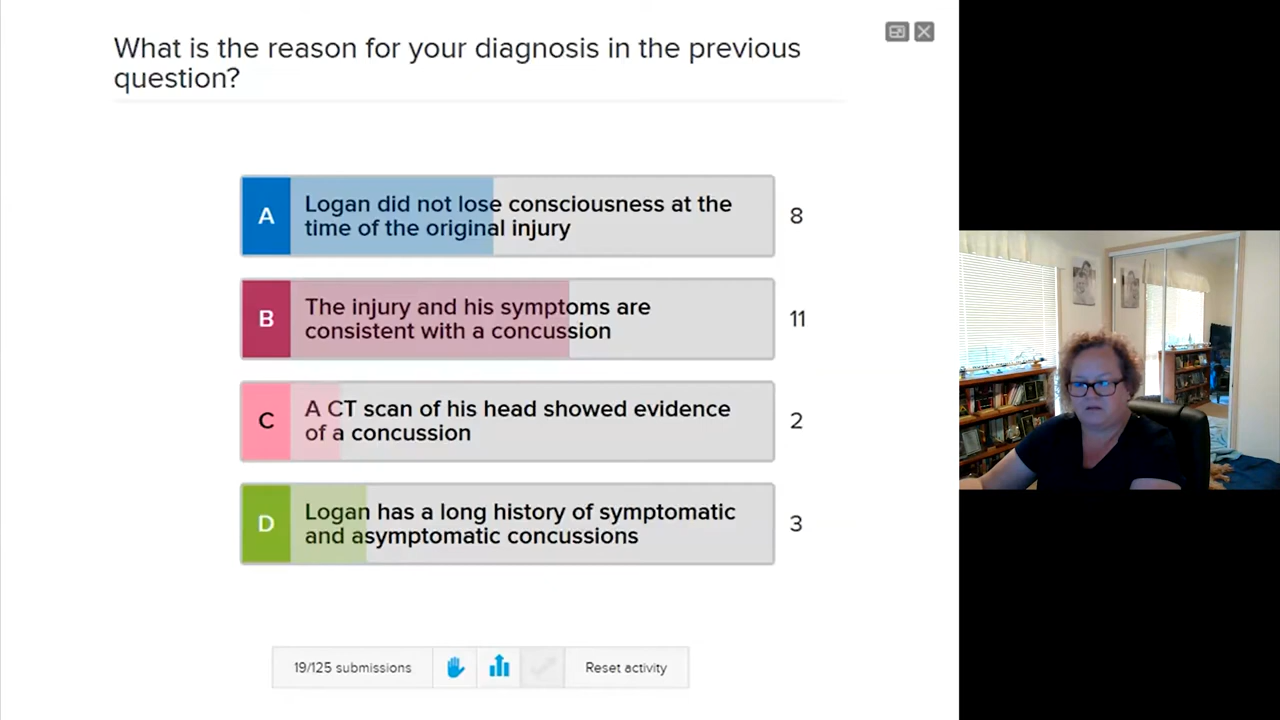 What is the reason for your diagnosis in the previous
question?
A
Logan did not lose consciousness at the
time of the original injury
8
B
The injury and his symptoms are
consistent with a concussion
11
C
A CT scan of his head showed evidence
of a concussion
2
D
Logan has a long history of symptomatic
and asymptomatic concussions
3
19/125 submissions
Reset activity